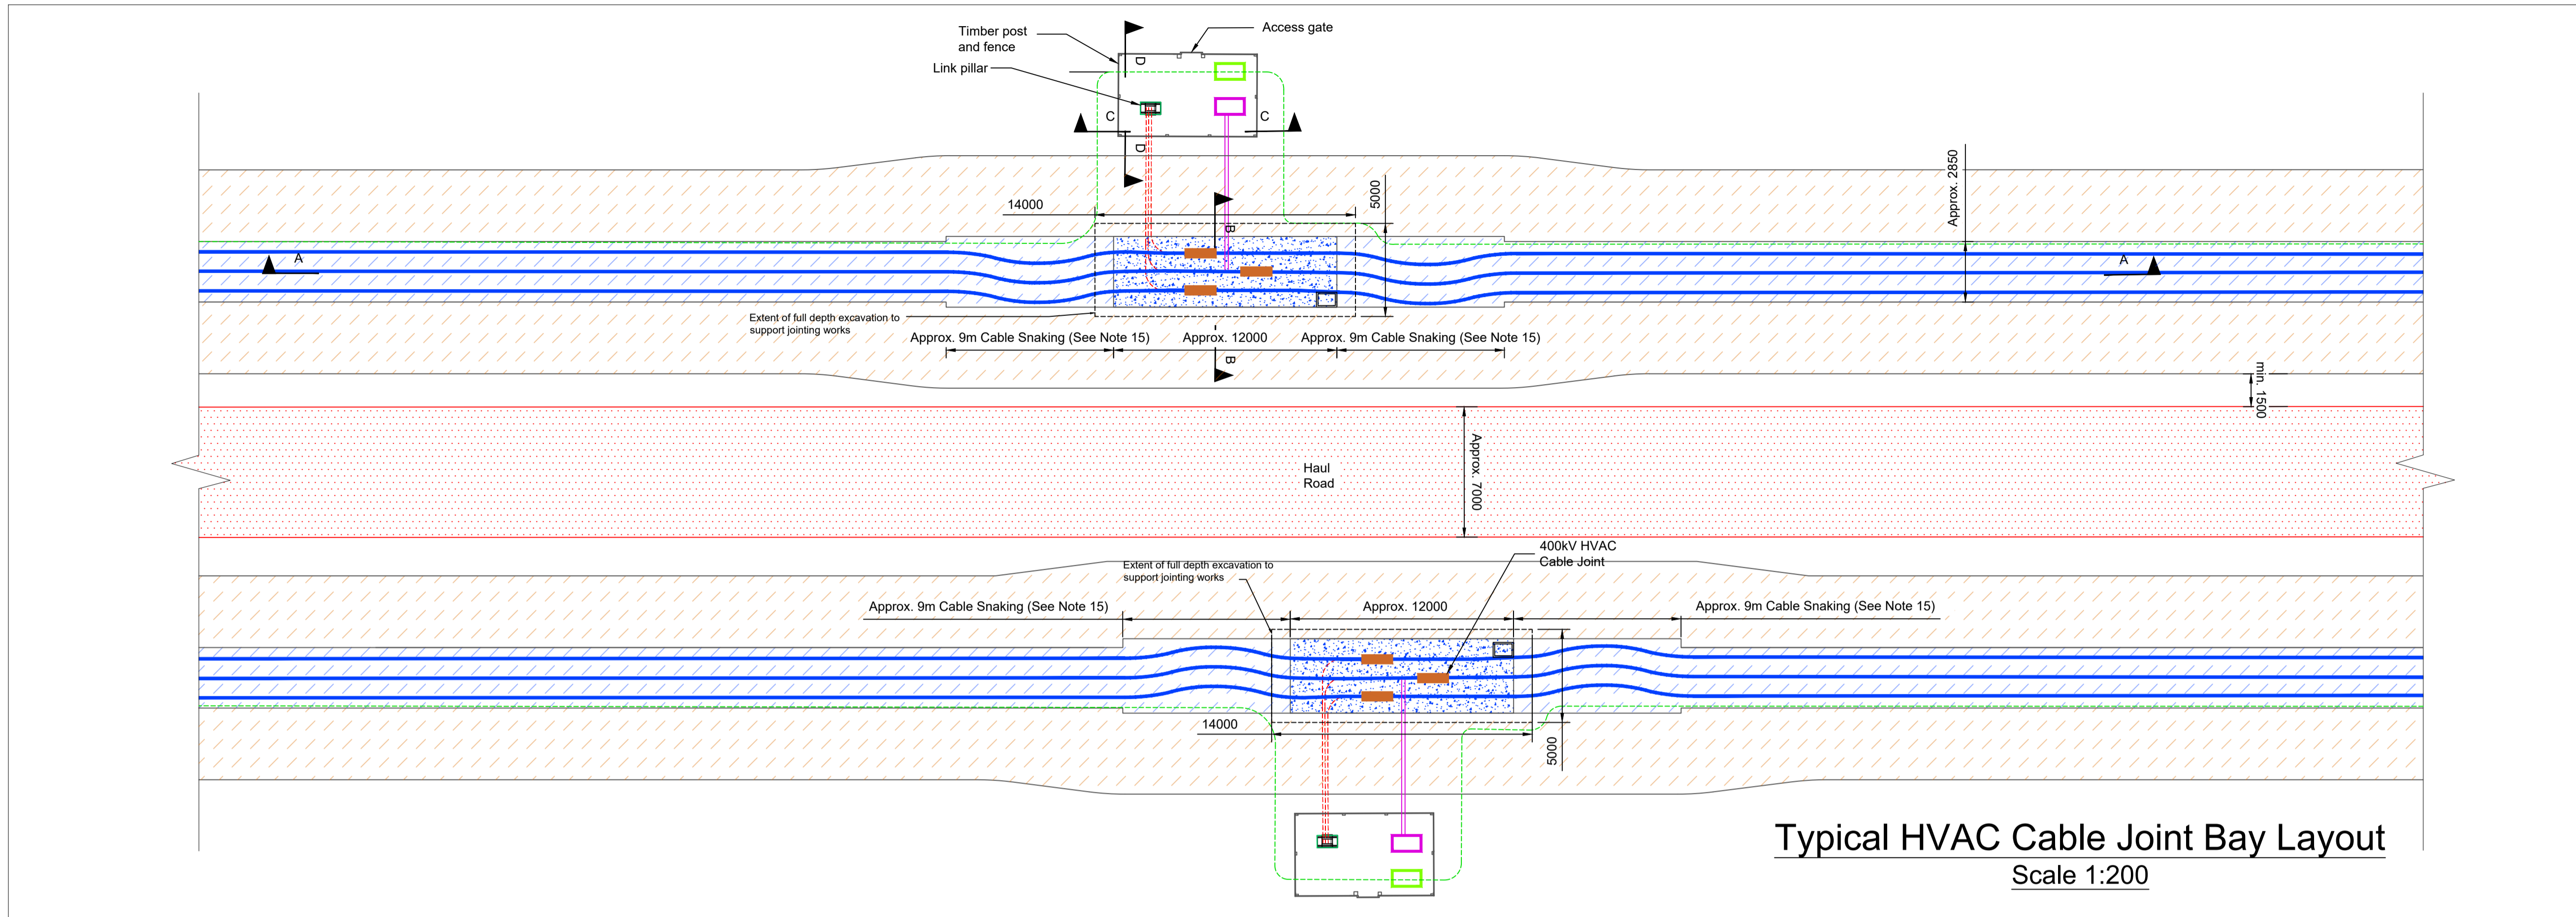 Timber post
and fence
Access gate
Link pillar
D
C
C
D
14000
5000
Approx. 2850
B
A
A
Extent of full depth excavation to
support jointing works
Approx. 9m Cable Snaking (See Note 15)
Approx. 12000
Approx. 9m Cable Snaking (See Note 15)
B
min. 1500
Approx. 7000
Haul
Road
400kV HVAC
Cable Joint
Extent of full depth excavation to
support jointing works
Approx. 9m Cable Snaking (See Note 15)
Approx. 12000
Approx. 9m Cable Snaking (See Note 15)
14000
5000
Typical HVAC Cable Joint Bay Layout
Scale 1:200